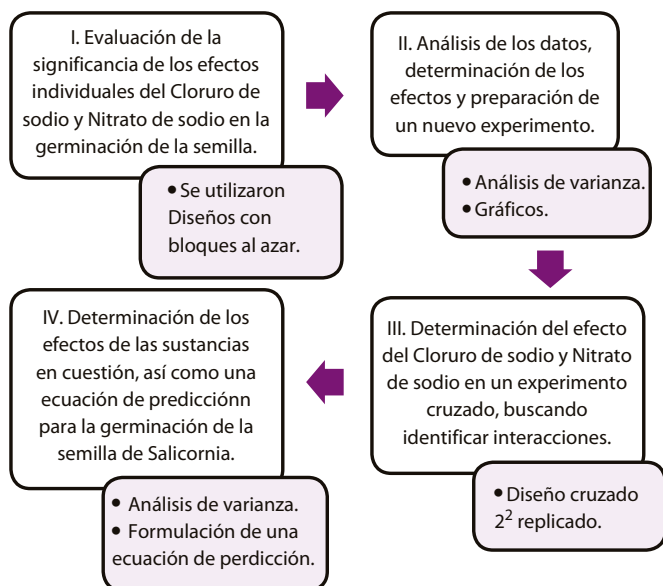 I. Evaluación de la
significancia de los efectos
individuales del Cloruro de
sodio y Nitrato de sodio en la
germinación de la semilla.
• Se utilizaron
Diseños con
bloques al azar.
II. Análisis de los datos,
determinación de los
efectos y preparación de
un nuevo experimento.
• Análisis de varianza.
• Gráficos.
III. Determinación del efecto
del Cloruro de sodio y Nitrato
de sodio en un experimento
cruzado, buscando
identificar interacciones.
• Diseño cruzado
2² replicado.
IV. Determinación de los
efectos de las sustancias
en cuestión, así como una
ecuación de predicciónn
para la germinación de la
semilla de Salicornia.
• Análisis de varianza.
• Formulación de una
ecuación de perdicción.